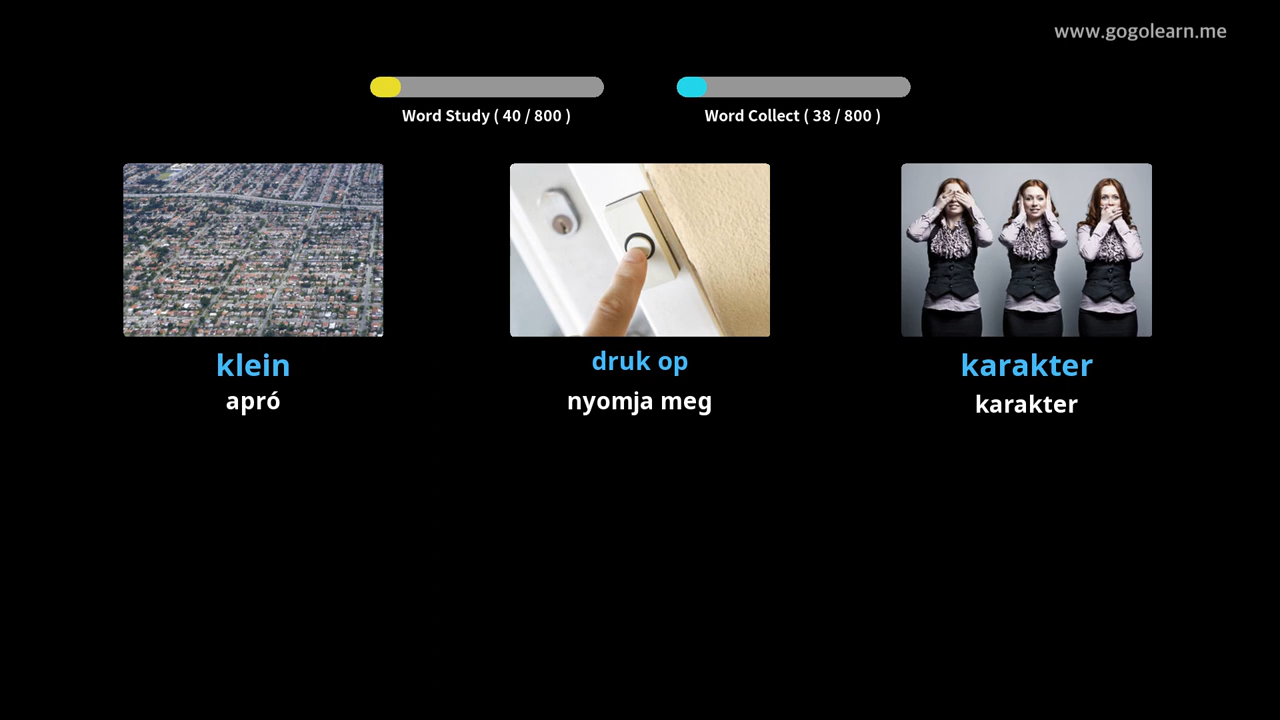 www.gogolearn.me
Word Study ( 40 / 800 )
Word Collect ( 38 / 800 )
klein
apró
druk op
nyomja meg
karakter
karakter